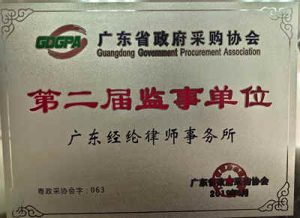 GDGPA 广东省政府采购协会
Guangdong Government Procurement Association
第二届监事单位
广东经纶律师事务所
粤政采协会字：063
广东省政府采购协会